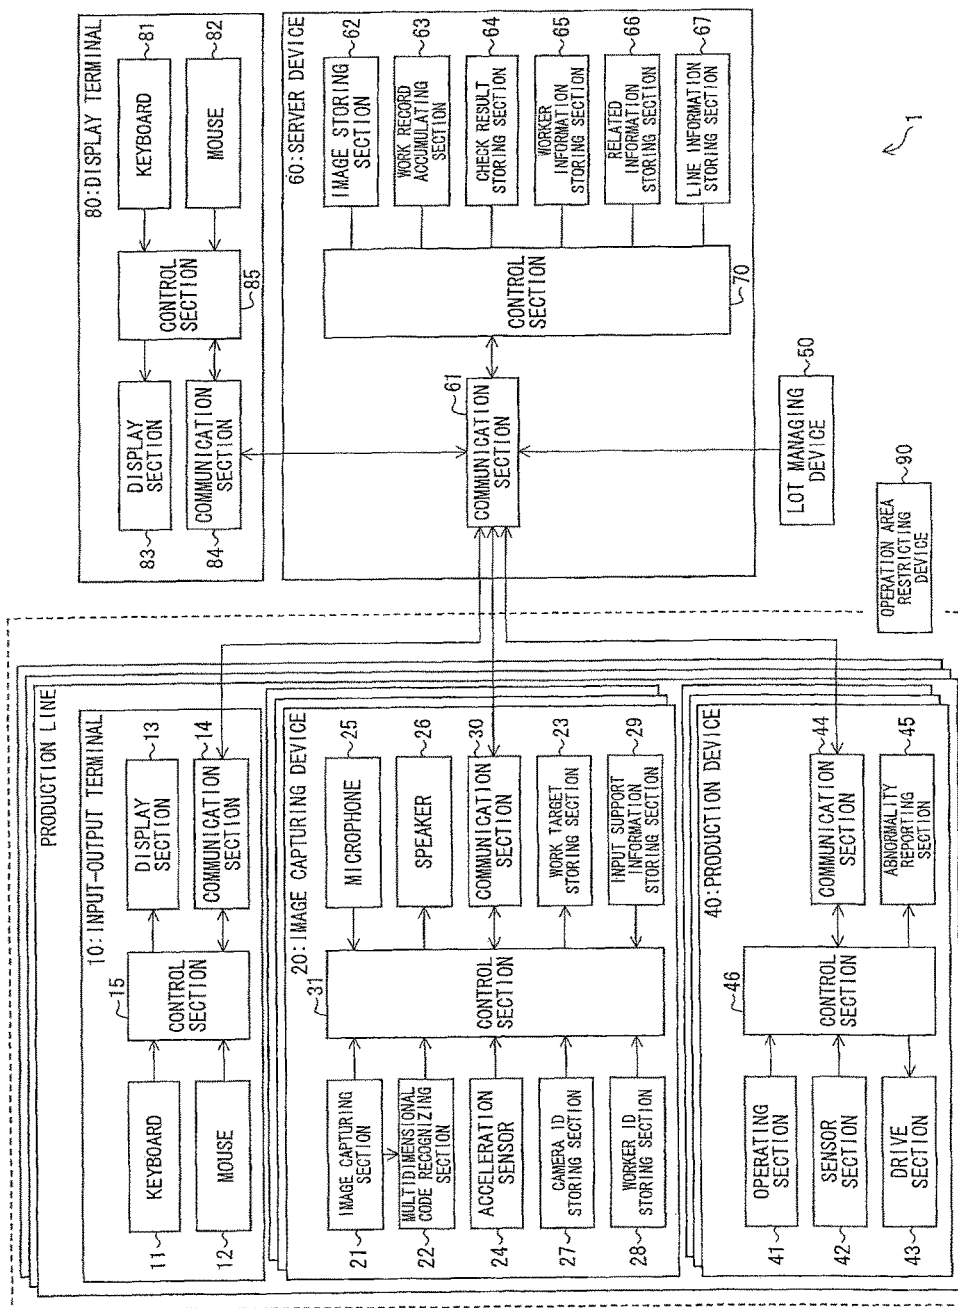 PRODUCTION LINE
10:INPUT-OUTPUT TERMINAL
11
KEYBOARD
12
MOUSE
15
CONTROL
SECTION
DISPLAY
SECTION
13
COMMUNICATION
SECTION
14
20:IMAGE CAPTURING DEVICE
21
IMAGE CAPTURING
SECTION
22
MULTIDIMENSIONAL
CODE RECOGNIZING
SECTION
24
ACCELERATION
SENSOR
27
CAMERA ID
STORING SECTION
28
WORKER ID
STORING SECTION
31
CONTROL
SECTION
MICROPHONE
25
SPEAKER
26
COMMUNICATION
SECTION
30
WORK TARGET
STORING SECTION
23
INPUT SUPPORT
INFORMATION
STORING SECTION
29
40:PRODUCTION DEVICE
41
OPERATING
SECTION
42
SENSOR
SECTION
43
DRIVE
SECTION
46
CONTROL
SECTION
COMMUNICATION
SECTION
44
ABNORMALITY
REPORTING
SECTION
45
80:DISPLAY TERMINAL
83
DISPLAY
SECTION
84
COMMUNICATION
SECTION
CONTROL
SECTION
85
KEYBOARD
81
MOUSE
82
60:SERVER DEVICE
61
COMMUNICATION
SECTION
CONTROL
SECTION
70
IMAGE STORING
SECTION
62
WORK RECORD
ACCUMULATING
SECTION
63
CHECK RESULT
STORING SECTION
64
WORKER
INFORMATION
STORING SECTION
65
RELATED
INFORMATION
STORING SECTION
66
LINE INFORMATION
STORING SECTION
67
LOT MANAGING
DEVICE
50
OPERATION AREA
RESTRICTING
DEVICE
90
1